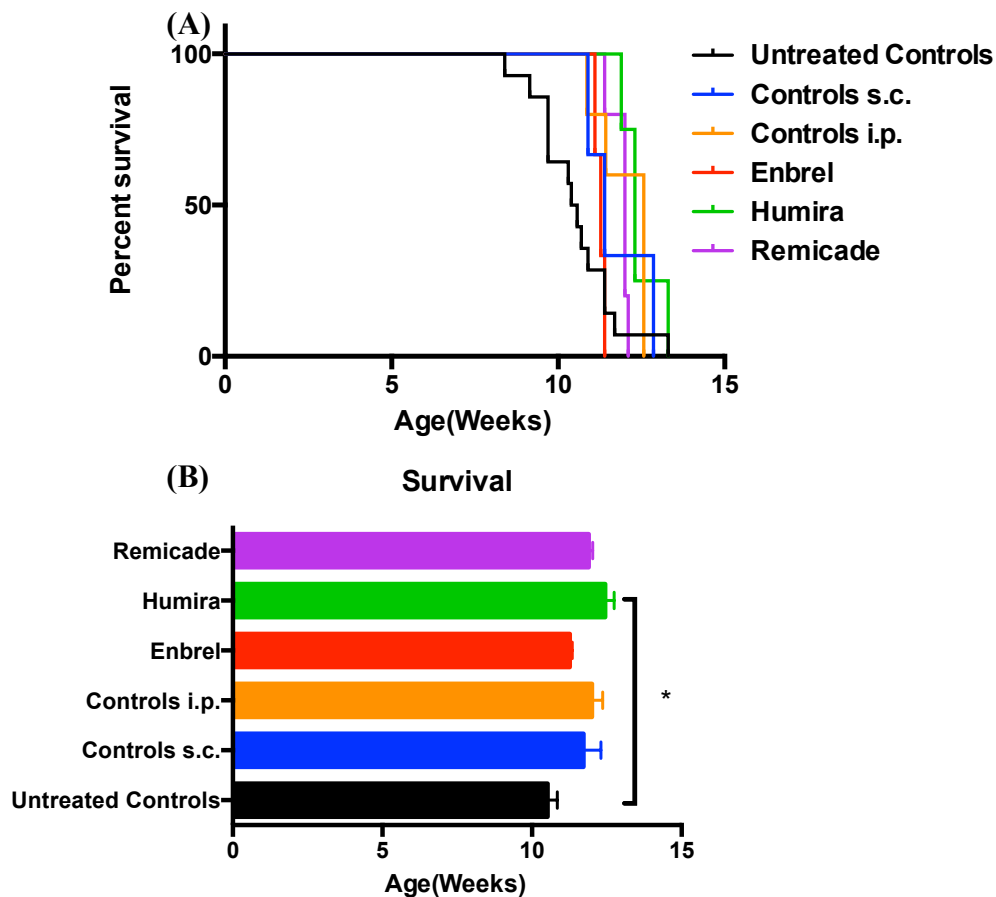 (A)
100
50
0
Percent survival
0 5 10 15
Age(Weeks)
Untreated Controls
Controls s.c.
Controls i.p.
Enbrel
Humira
Remicade
(B)
Survival
Remicade
Humira
Enbrel
Controls i.p.
Controls s.c.
Untreated Controls
*
0 5 10 15
Age(Weeks)